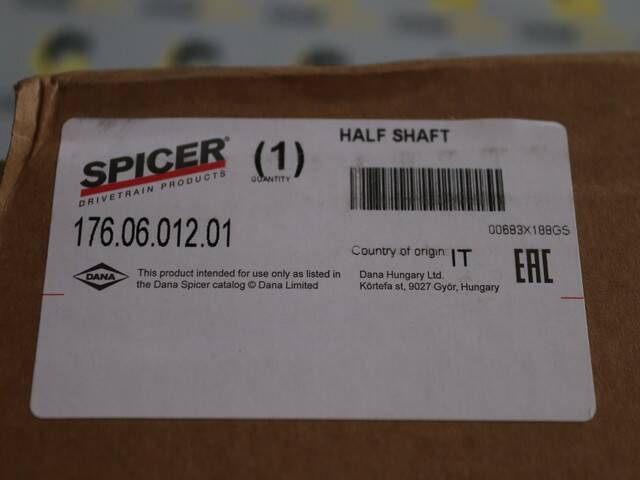 SPICER®
DRIVETRAIN PRODUCTS
(1)
QUANTITY
HALF SHAFT
176.06.012.01
00683X188GS
Country of origin IT
EAC
DANA
This product intended for use only as listed in
the Dana Spicer catalog © Dana Limited
Dana Hungary Ltd.
Körtefa st, 9027 Győr, Hungary